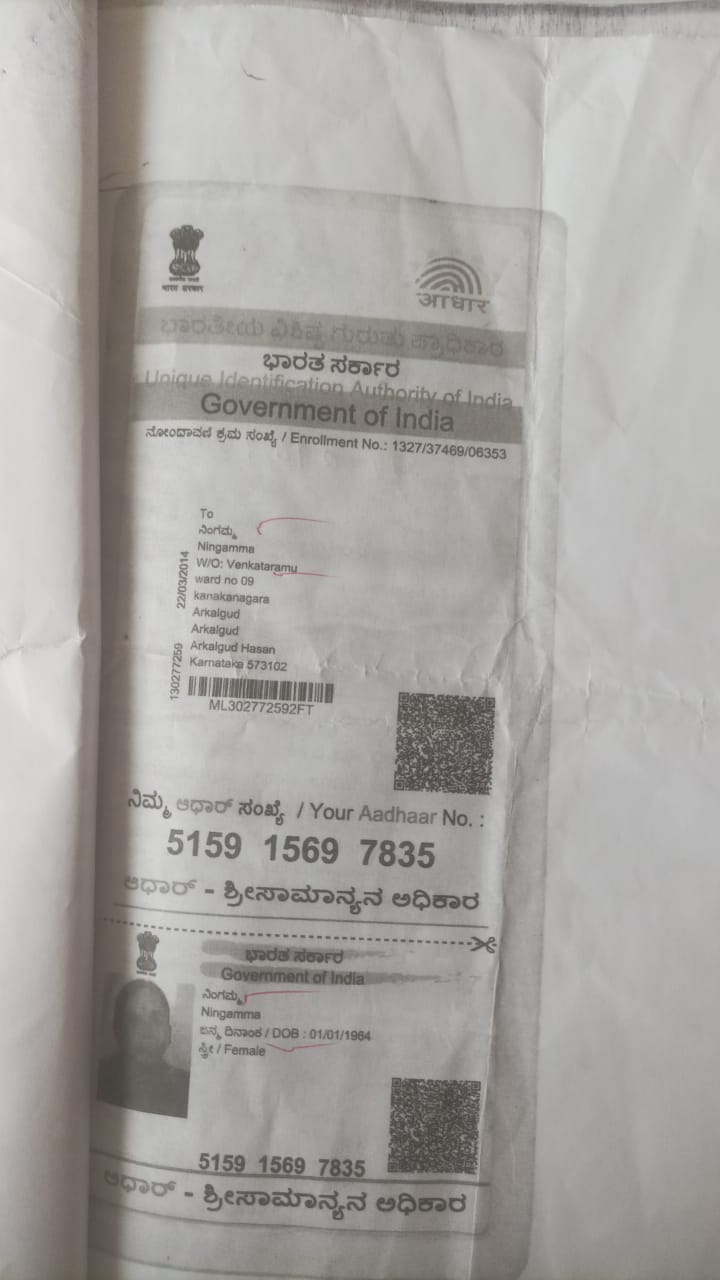 भारत सरकार
आधार
ಭಾರತೀಯ ವಿಶಿಷ್ಟ ಗುರುತು ಪ್ರಾಧಿಕಾರ
ಭಾರತ ಸರ್ಕಾರ
Unique Identification Authority of India
Government of India
ನೋಂದಾವಣಿ ಕ್ರಮ ಸಂಖ್ಯೆ / Enrollment No.: 1327/37469/06353
To
ನಿಂಗಮ್ಮ
Ningamma
W/O: Venkataramu
ward no 09
kanakanagara
Arkalgud
Arkalgud
Arkalgud Hasan
Karnataka 573102
22/03/2014
130277259
ML302772592FT
ನಿಮ್ಮ ಆಧಾರ್ ಸಂಖ್ಯೆ / Your Aadhaar No. :
5159 1569 7835
ಆಧಾರ್ - ಶ್ರೀಸಾಮಾನ್ಯನ ಅಧಿಕಾರ
ಭಾರತ ಸರ್ಕಾರ
Government of India
ನಿಂಗಮ್ಮ
Ningamma
ಜನ್ಮ ದಿನಾಂಕ / DOB : 01/01/1964
ಸ್ತ್ರೀ / Female
5159 1569 7835
ಆಧಾರ್ - ಶ್ರೀಸಾಮಾನ್ಯನ ಅಧಿಕಾರ